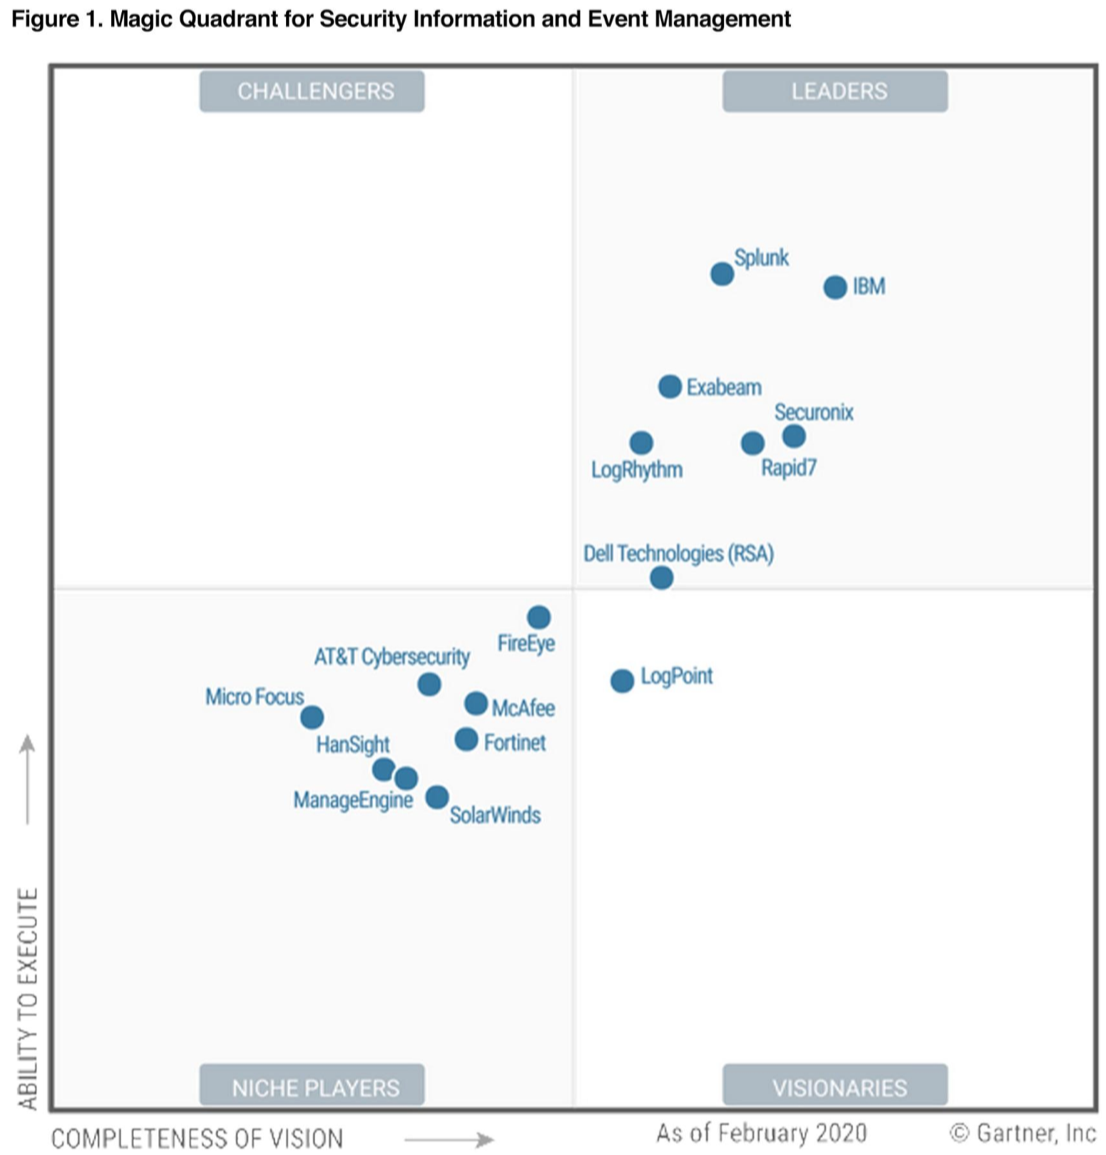 Figure 1. Magic Quadrant for Security Information and Event Management
CHALLENGERS
LEADERS
Splunk
IBM
Exabeam
Securonix
LogRhythm
Rapid7
Dell Technologies (RSA)
FireEye
AT&T Cybersecurity
LogPoint
Micro Focus
McAfee
HanSight
Fortinet
ManageEngine
SolarWinds
ABILITY TO EXECUTE
NICHE PLAYERS
VISIONARIES
COMPLETENESS OF VISION
As of February 2020
© Gartner, Inc